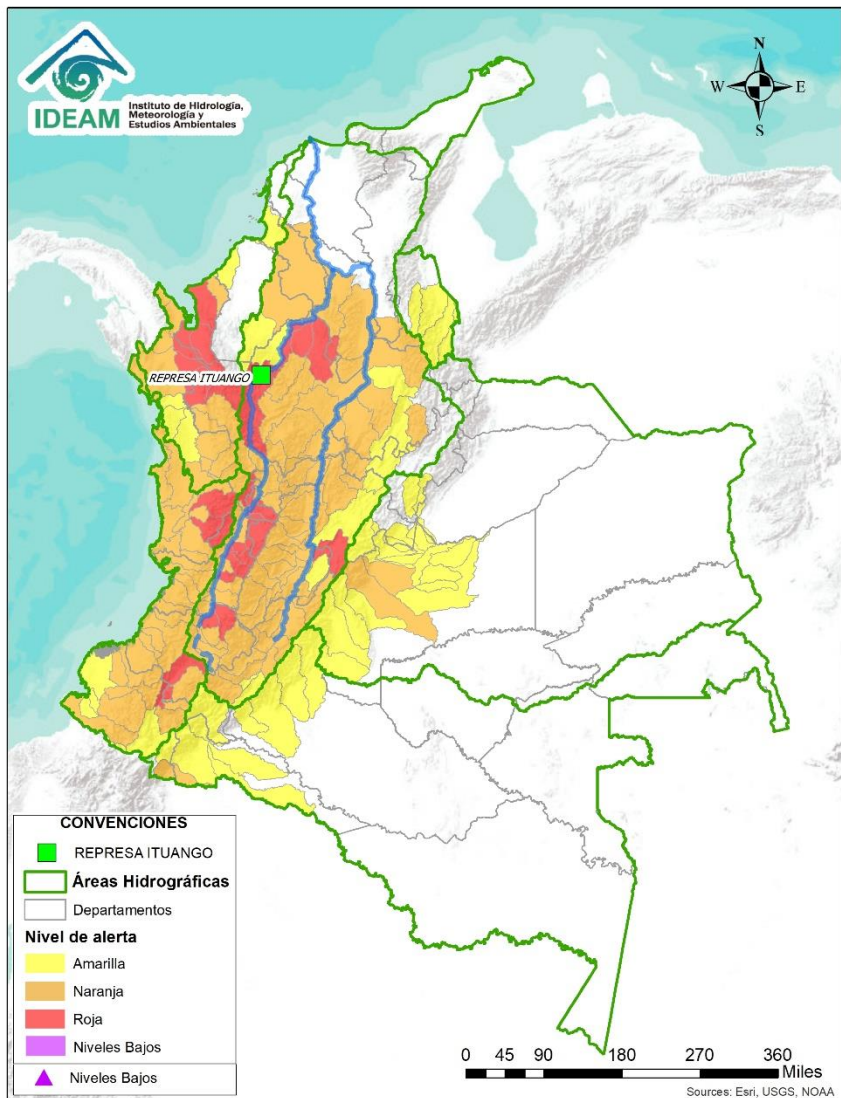 IDEAM
Instituto de Hidrología,
Meteorología y
Estudios Ambientales
N
W
E
S
REPRESA ITUANGO
CONVENCIONES
REPRESA ITUANGO
Áreas Hidrográficas
Departamentos
Nivel de alerta
Amarilla
Naranja
Roja
Niveles Bajos
Niveles Bajos
0 45 90 180 270 360
Miles
Sources: Esri, USGS, NOAA